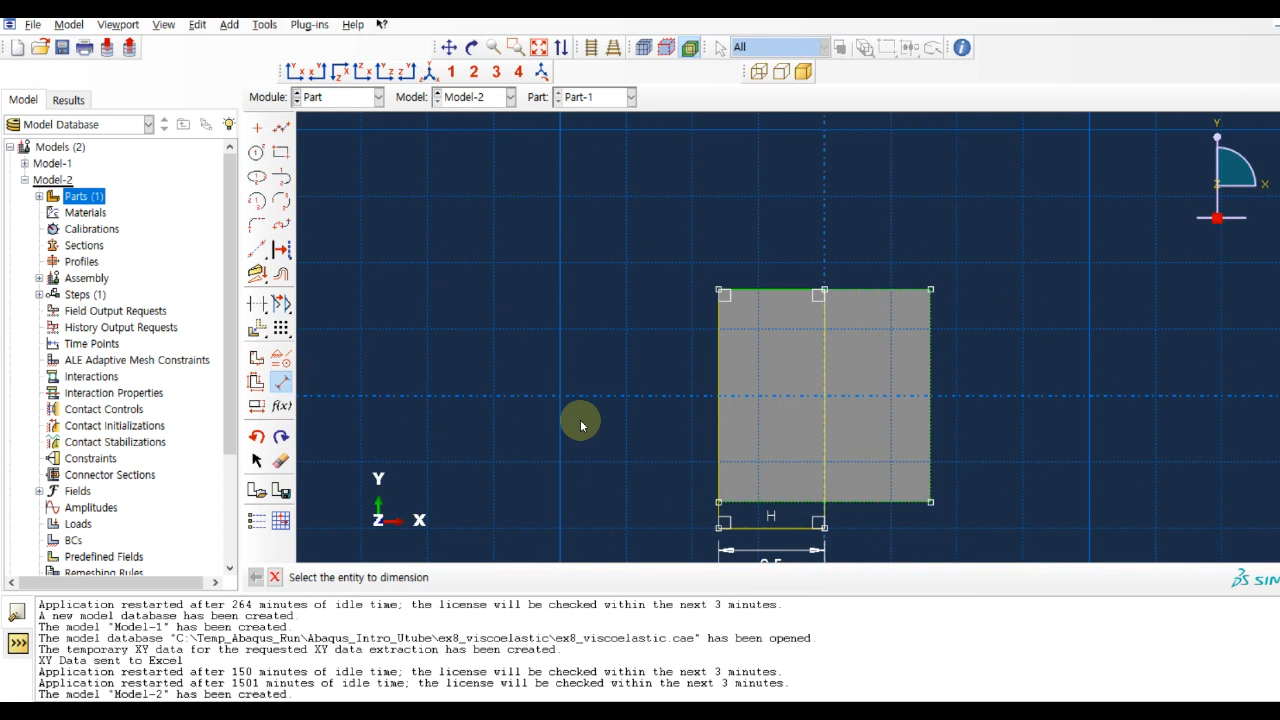 File Model Viewport View Edit Add Tools Plug-ins Help
All
1 2 3 4
Model Results
Module: Part Model: Model-2 Part: Part-1
Model Database
Models (2)
Model-1
Model-2
Parts (1)
Materials
Calibrations
Sections
Profiles
Assembly
Steps (1)
Field Output Requests
History Output Requests
Time Points
ALE Adaptive Mesh Constraints
Interactions
Interaction Properties
Contact Controls
Contact Initializations
Contact Stabilizations
Constraints
Connector Sections
Fields
Amplitudes
Loads
BCs
Predefined Fields
Remeshing Rules
f(x)
Y
Z X
H
Y
Z X
Select the entity to dimension
Application restarted after 264 minutes of idle time; the license will be checked within the next 3 minutes.
A new model database has been created.
The model "Model-1" has been created.
The model database "C:\Temp_Abaqus_Run\Abaqus_Intro_Utube\ex8_viscoelastic\ex8_viscoelastic.cae" has been opened.
The temporary XY data for the requested XY data extraction has been created.
XY Data sent to Excel
Application restarted after 150 minutes of idle time; the license will be checked within the next 3 minutes.
Application restarted after 1501 minutes of idle time; the license will be checked within the next 3 minutes.
The model "Model-2" has been created.